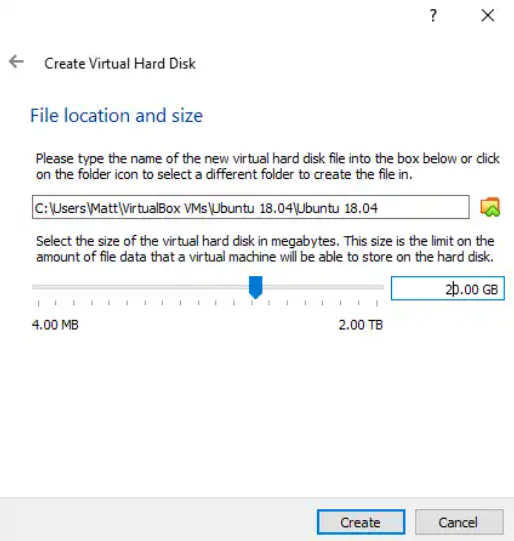 ?
Create Virtual Hard Disk
File location and size
Please type the name of the new virtual hard disk file into the box below or click
on the folder icon to select a different folder to create the file in.
C:\Users\Matt\VirtualBox VMs\Ubuntu 18.04\Ubuntu 18.04
Select the size of the virtual hard disk in megabytes. This size is the limit on the
amount of file data that a virtual machine will be able to store on the hard disk.
20.00 GB
4.00 MB 2.00 TB
Create Cancel